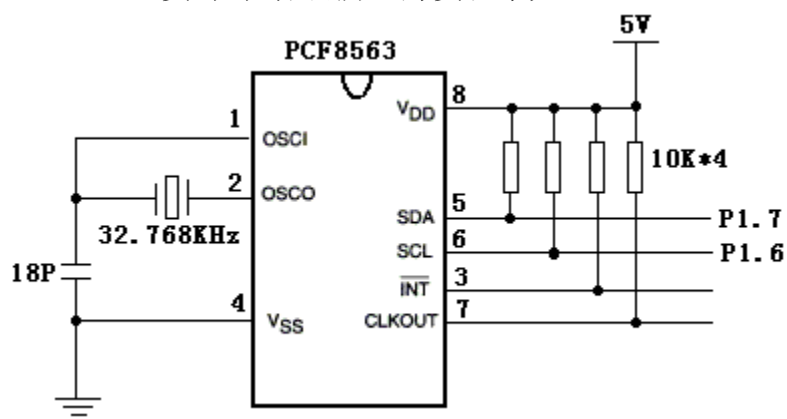 5V
PCF8563
1 OSCI VDD 8
10K*4
2 OSCO
SDA 5 P1.7
32.768KHz
SCL 6 P1.6
18P
INT 3
4 VSS CLKOUT 7